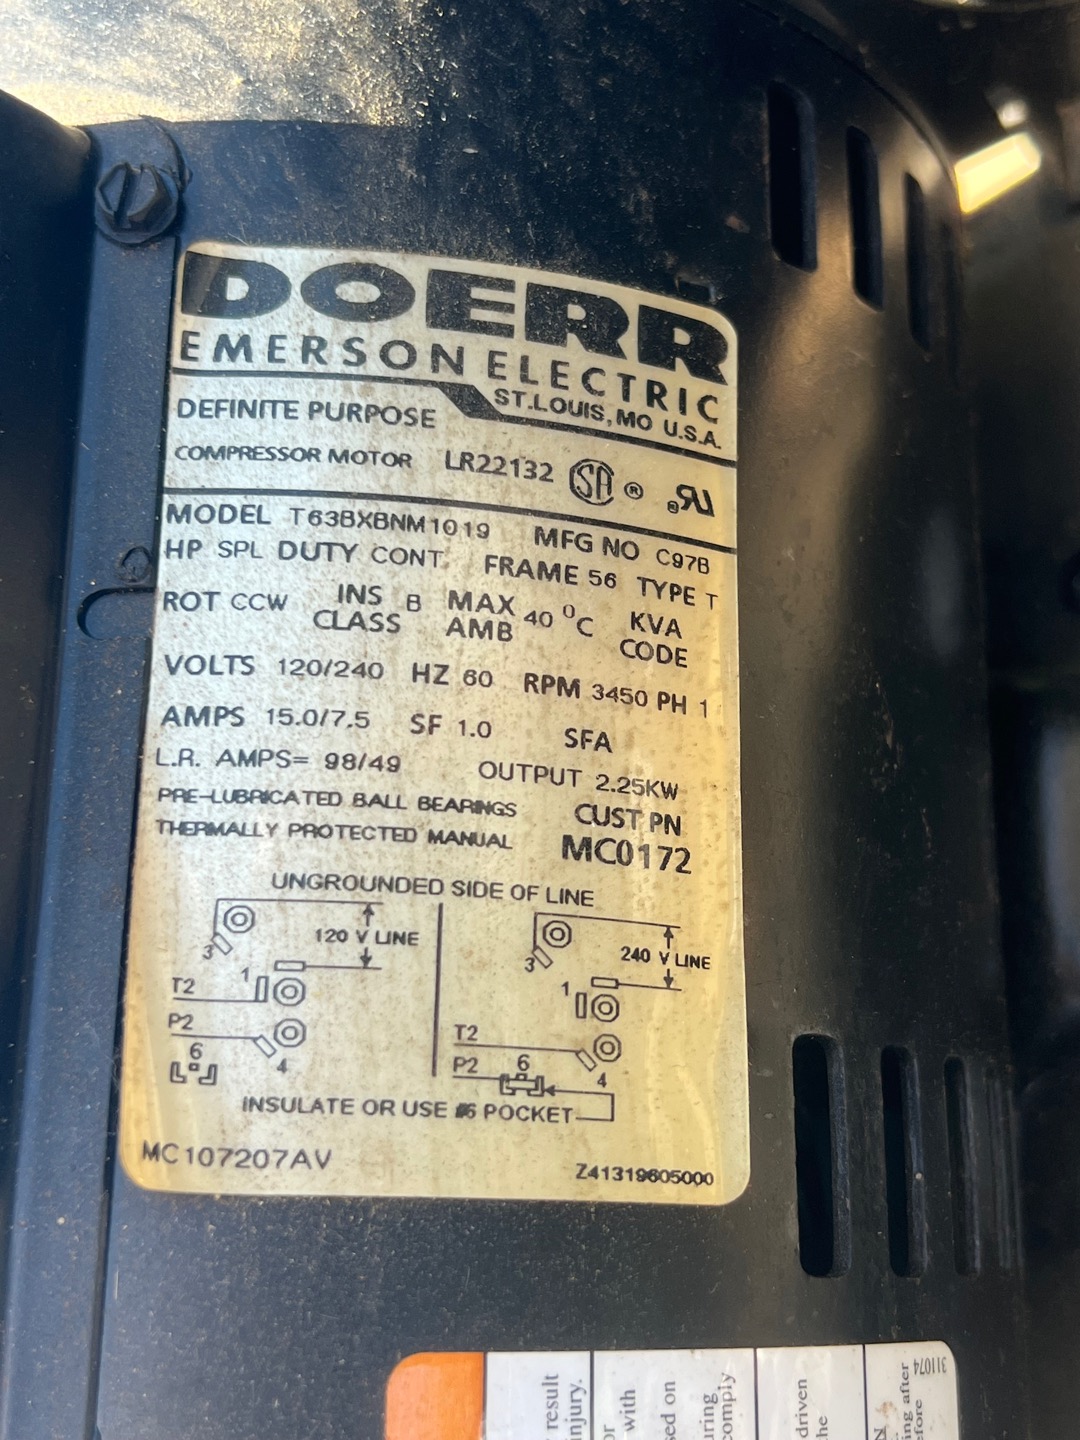 DOERR
EMERSON ELECTRIC
ST.LOUIS, MO U.S.A.
DEFINITE PURPOSE
COMPRESSOR MOTOR LR22132 SA ® RU
MODEL T63BXBNM1019 MFG NO C97B
HP SPL DUTY CONT. FRAME 56 TYPE T
ROT CCW INS CLASS B MAX AMB 40 °C KVA CODE
VOLTS 120/240 HZ 60 RPM 3450 PH 1
AMPS 15.0/7.5 SF 1.0 SFA
L.R. AMPS= 98/49 OUTPUT 2.25KW
PRE-LUBRICATED BALL BEARINGS CUST PN
THERMALLY PROTECTED MANUAL MC0172
UNGROUNDED SIDE OF LINE
3 120 V LINE
1
T2
P2
6
4
3 240 V LINE
1
T2
P2 6
4
INSULATE OR USE #6 POCKET
MC107207AV Z41319605000
result
njury.
or
with
sed on
uring
omply
driven
he
ing after
efore
311074